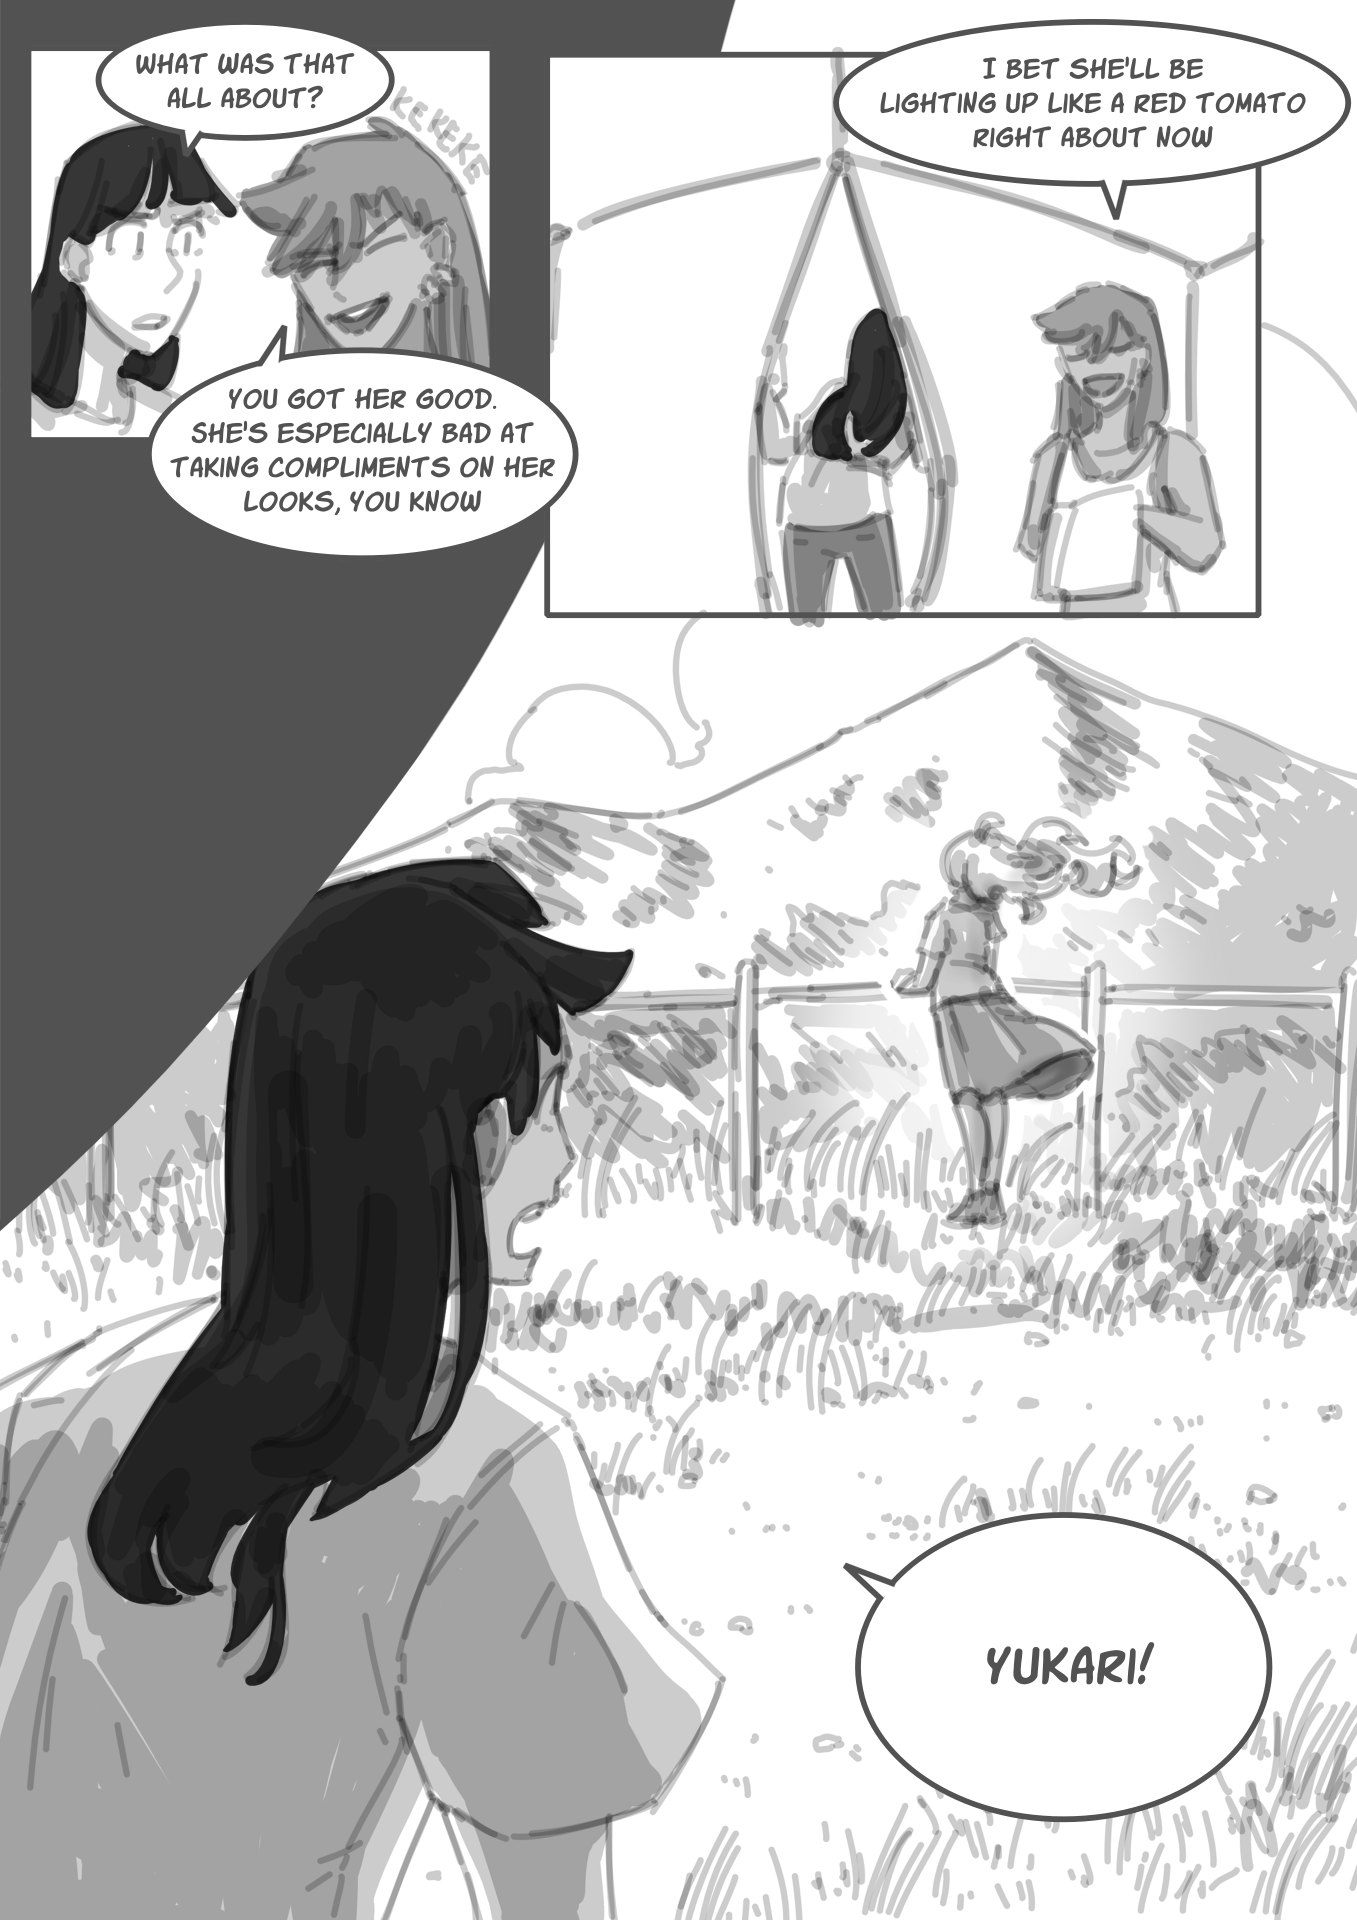 WHAT WAS THAT
ALL ABOUT?
KEKEKE
YOU GOT HER GOOD.
SHE'S ESPECIALLY BAD AT
TAKING COMPLIMENTS ON HER
LOOKS, YOU KNOW
I BET SHE'LL BE
LIGHTING UP LIKE A RED TOMATO
RIGHT ABOUT NOW
YUKARI!